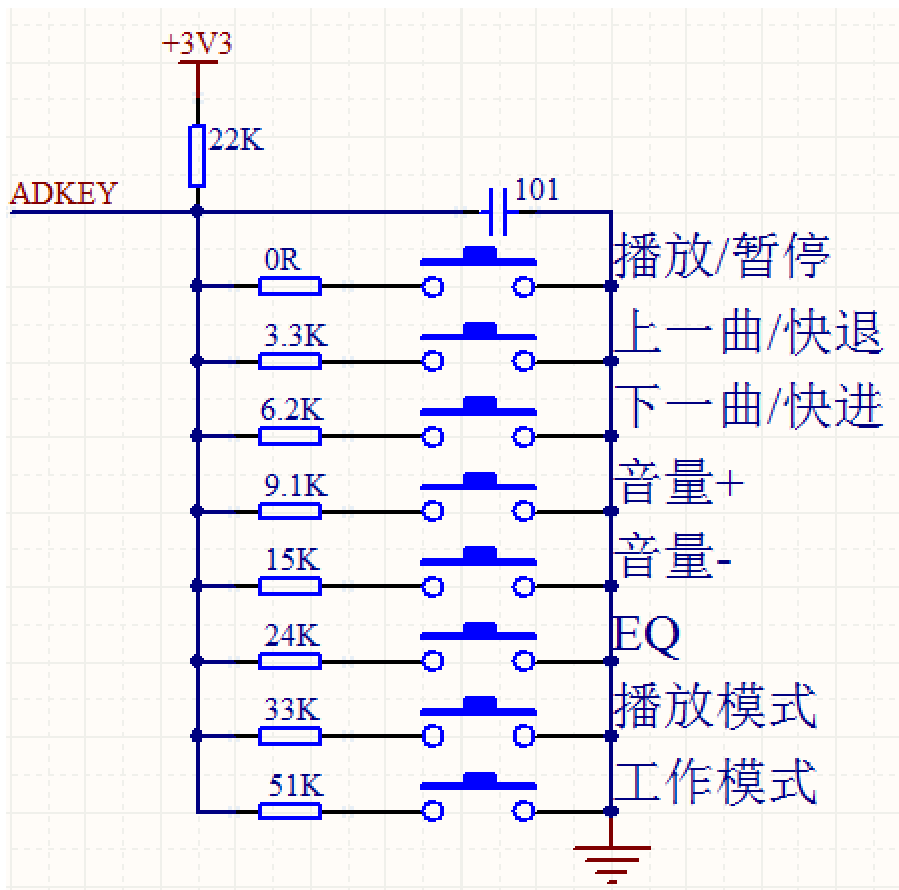 +3V3
22K
ADKEY
101
0R
播放/暂停
3.3K
上一曲/快退
6.2K
下一曲/快进
9.1K
音量+
15K
音量-
24K
EQ
33K
播放模式
51K
工作模式